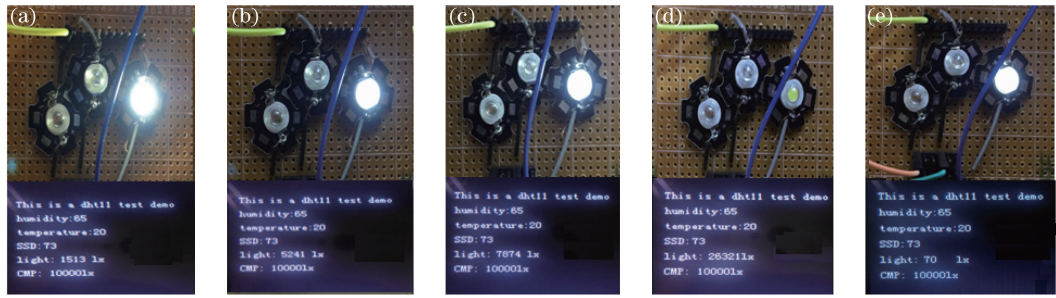 (a)
This is a dht11 test demo
humidity:65
temperature:20
SSD:73
light: 1513 lx
CMP: 10000lx
(b)
This is a dht11 test demo
humidity:65
temperature:20
SSD:73
light: 5241 lx
CMP: 10000lx
(c)
This is a dht11 test demo
humidity:65
temperature:20
SSD:73
light: 7874 lx
CMP: 10000lx
(d)
This is a dht11 test demo
humidity:65
temperature:20
SSD:73
light: 26321lx
CMP: 10000lx
(e)
This is a dht11 test demo
humidity:65
temperature:20
SSD:73
light: 70 lx
CMP: 10000lx